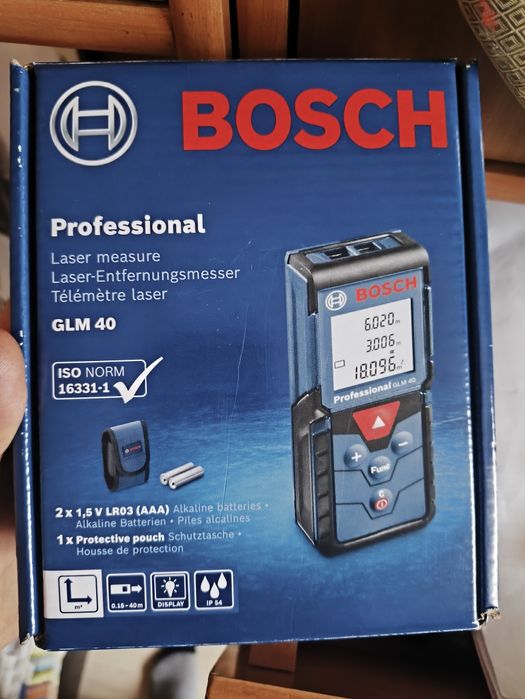 BOSCH
Professional
Laser measure
Laser-Entfernungsmesser
Télémètre laser
GLM 40
ISO NORM
16331-1
BOSCH
6.020m
3.006m
18.096m²
Professional GLM 40
+
−
Func
C
BOSCH
2 x 1,5 V LR03 (AAA) Alkaline batteries •
Alkaline Batterien • Piles alcalines
1 x Protective pouch Schutztasche •
Housse de protection
m²
0.15-40m
DISPLAY
IP 54